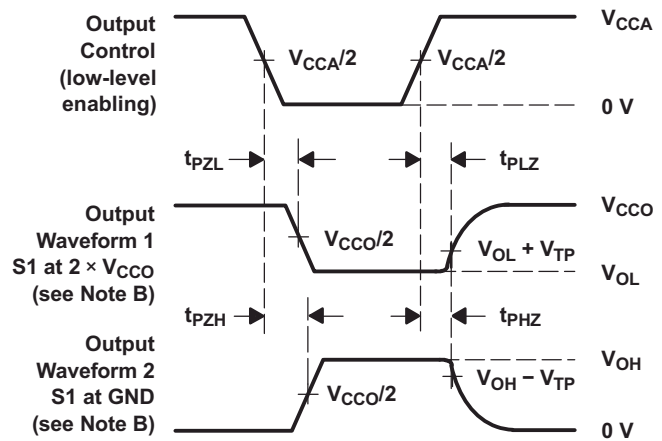 Output
Control
(low-level
enabling)
V_CCA
V_CCA/2
V_CCA/2
0 V
t_PZL
t_PLZ
Output
Waveform 1
S1 at 2 × V_CCO
(see Note B)
V_CCO
V_CCO/2
V_OL + V_TP
V_OL
t_PZH
t_PHZ
Output
Waveform 2
S1 at GND
(see Note B)
V_OH
V_CCO/2
V_OH − V_TP
0 V